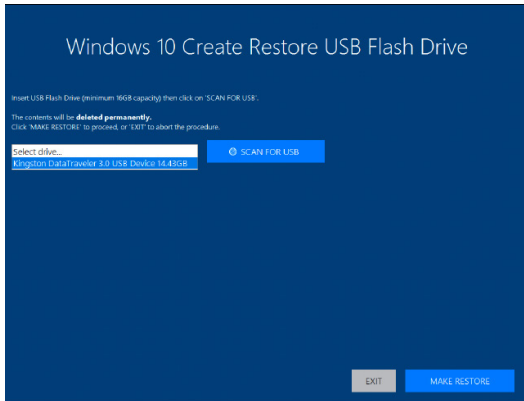 Windows 10 Create Restore USB Flash Drive
Insert USB Flash Drive (minimum 16GB capacity) then click on 'SCAN FOR USB'.
The contents will be deleted permanently.
Click 'MAKE RESTORE' to proceed, or 'EXIT' to abort the procedure.
Select drive...
SCAN FOR USB
Kingston DataTraveler 3.0 USB Device 14.43GB
EXIT
MAKE RESTORE